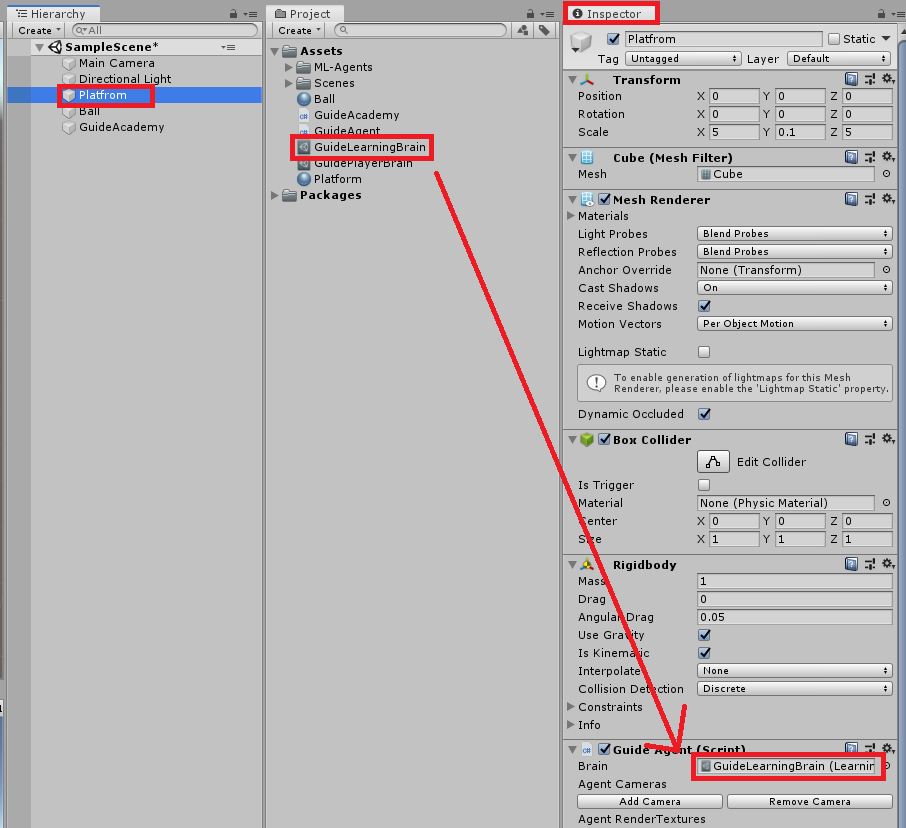 Hierarchy
Create
All
SampleScene*
Main Camera
Directional Light
Platfrom
Ball
GuideAcademy
Project
Create
Assets
ML-Agents
Scenes
Ball
GuideAcademy
GuideAgent
GuideLearningBrain
GuidePlayerBrain
Platform
Packages
Inspector
Platfrom Static
Tag Untagged Layer Default
Transform
Position X 0 Y 0 Z 0
Rotation X 0 Y 0 Z 0
Scale X 5 Y 0.1 Z 5
Cube (Mesh Filter)
Mesh Cube
Mesh Renderer
Materials
Light Probes Blend Probes
Reflection Probes Blend Probes
Anchor Override None (Transform)
Cast Shadows On
Receive Shadows
Motion Vectors Per Object Motion
Lightmap Static
To enable generation of lightmaps for this Mesh
Renderer, please enable the 'Lightmap Static' property.
Dynamic Occluded
Box Collider
Edit Collider
Is Trigger
Material None (Physic Material)
Center X 0 Y 0 Z 0
Size X 1 Y 1 Z 1
Rigidbody
Mass 1
Drag 0
Angular Drag 0.05
Use Gravity
Is Kinematic
Interpolate None
Collision Detection Discrete
Constraints
Info
Guide Agent (Script)
Brain GuideLearningBrain (Learnin
Agent Cameras
Add Camera Remove Camera
Agent RenderTextures